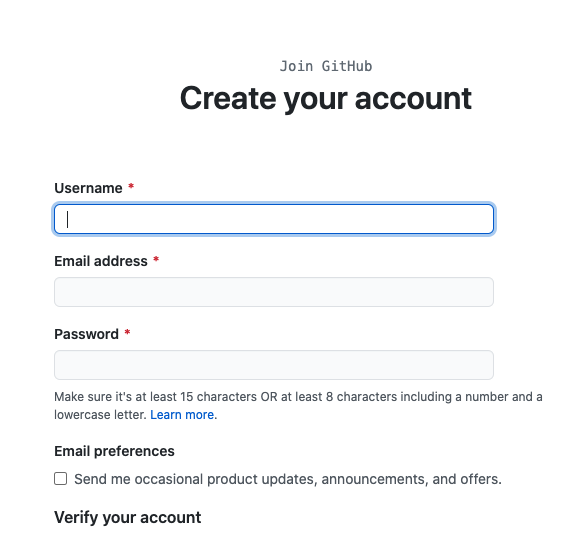 Join GitHub
Create your account
Username *
Email address *
Password *
Make sure it's at least 15 characters OR at least 8 characters including a number and a
lowercase letter. Learn more.
Email preferences
Send me occasional product updates, announcements, and offers.
Verify your account